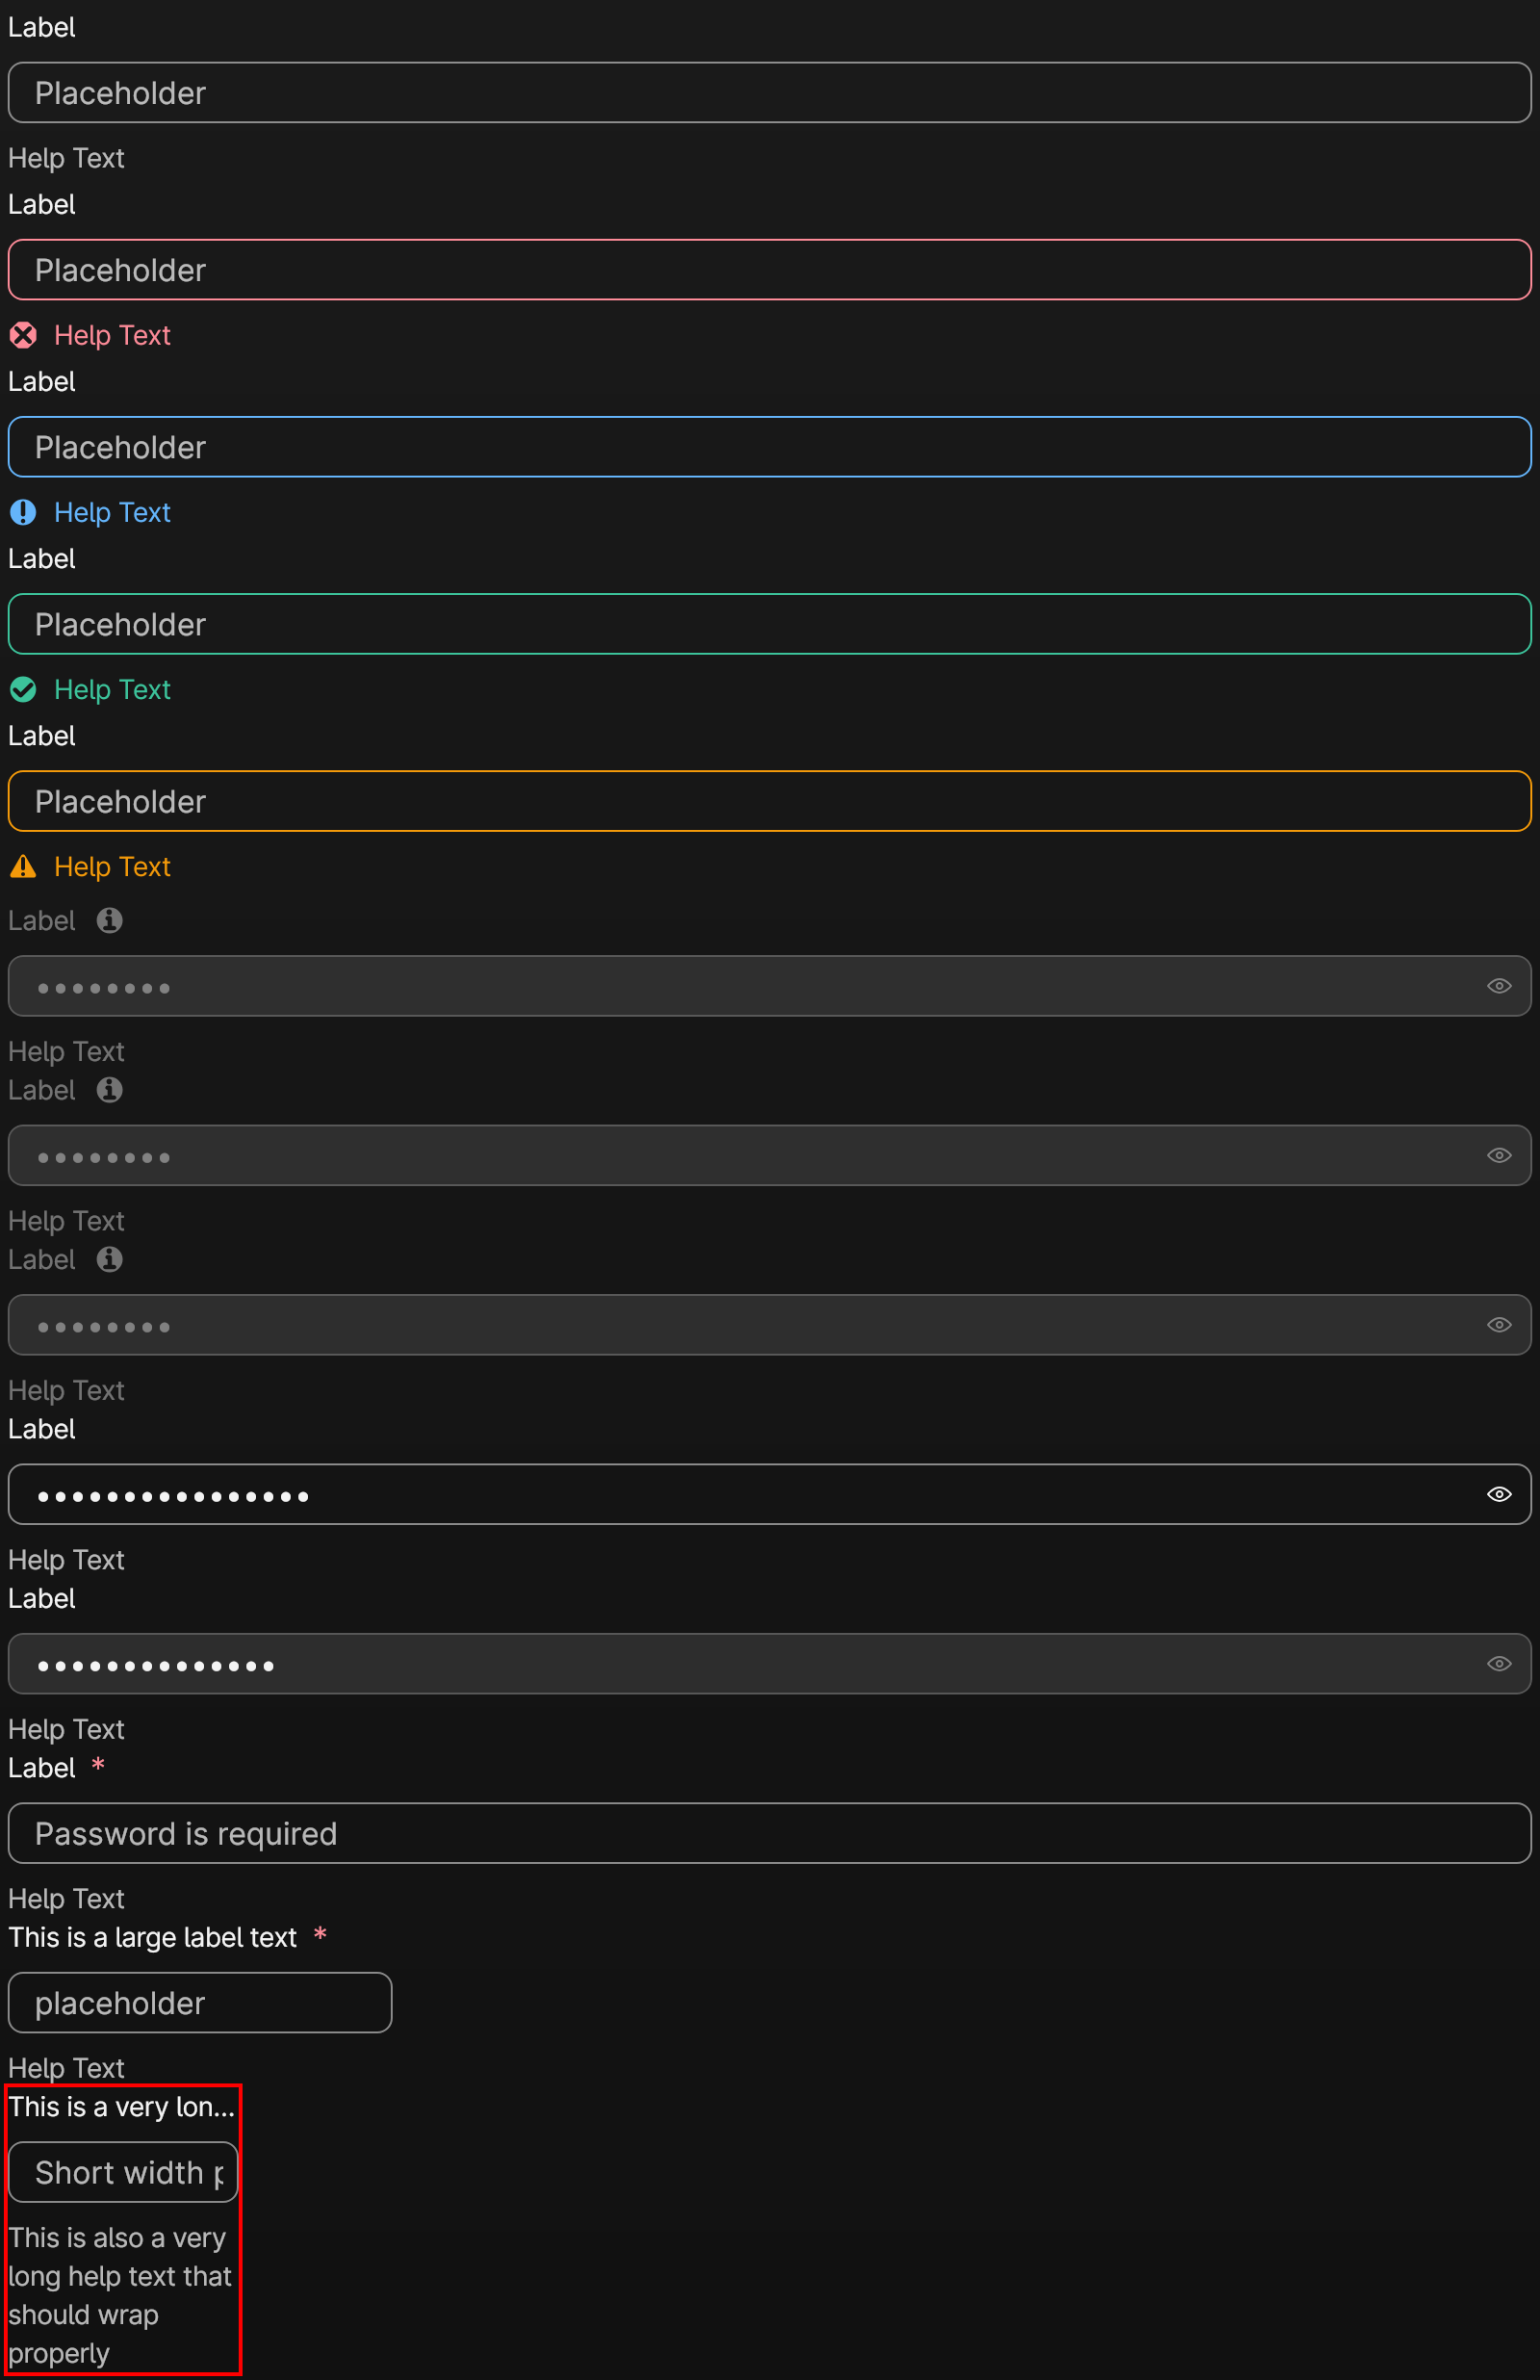 Label
Placeholder
Help Text
Label
Placeholder
Help Text
Label
Placeholder
Help Text
Label
Placeholder
Help Text
Label
Placeholder
Help Text
Label
••••••••
Help Text
Label
••••••••
Help Text
Label
••••••••
Help Text
Label
••••••••••••••••
Help Text
Label
••••••••••••••
Help Text
Label *
Password is required
Help Text
This is a large label text *
placeholder
Help Text
This is a very lon...
Short width p
This is also a very
long help text that
should wrap
properly